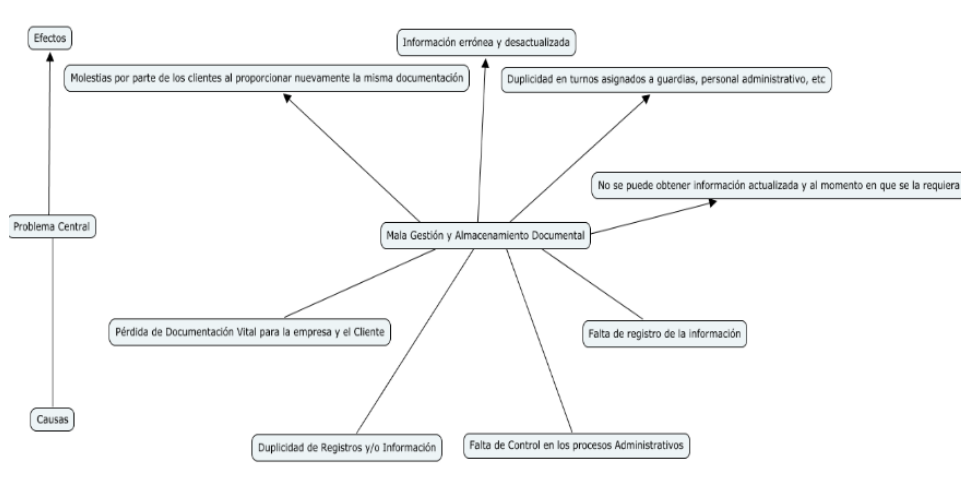 Efectos
Información errónea y desactualizada
Molestias por parte de los clientes al proporcionar nuevamente la misma documentación
Duplicidad en turnos asignados a guardias, personal administrativo, etc
No se puede obtener información actualizada y al momento en que se la requiera
Problema Central
Mala Gestión y Almacenamiento Documental
Pérdida de Documentación Vital para la empresa y el Cliente
Falta de registro de la información
Causas
Duplicidad de Registros y/o Información
Falta de Control en los procesos Administrativos